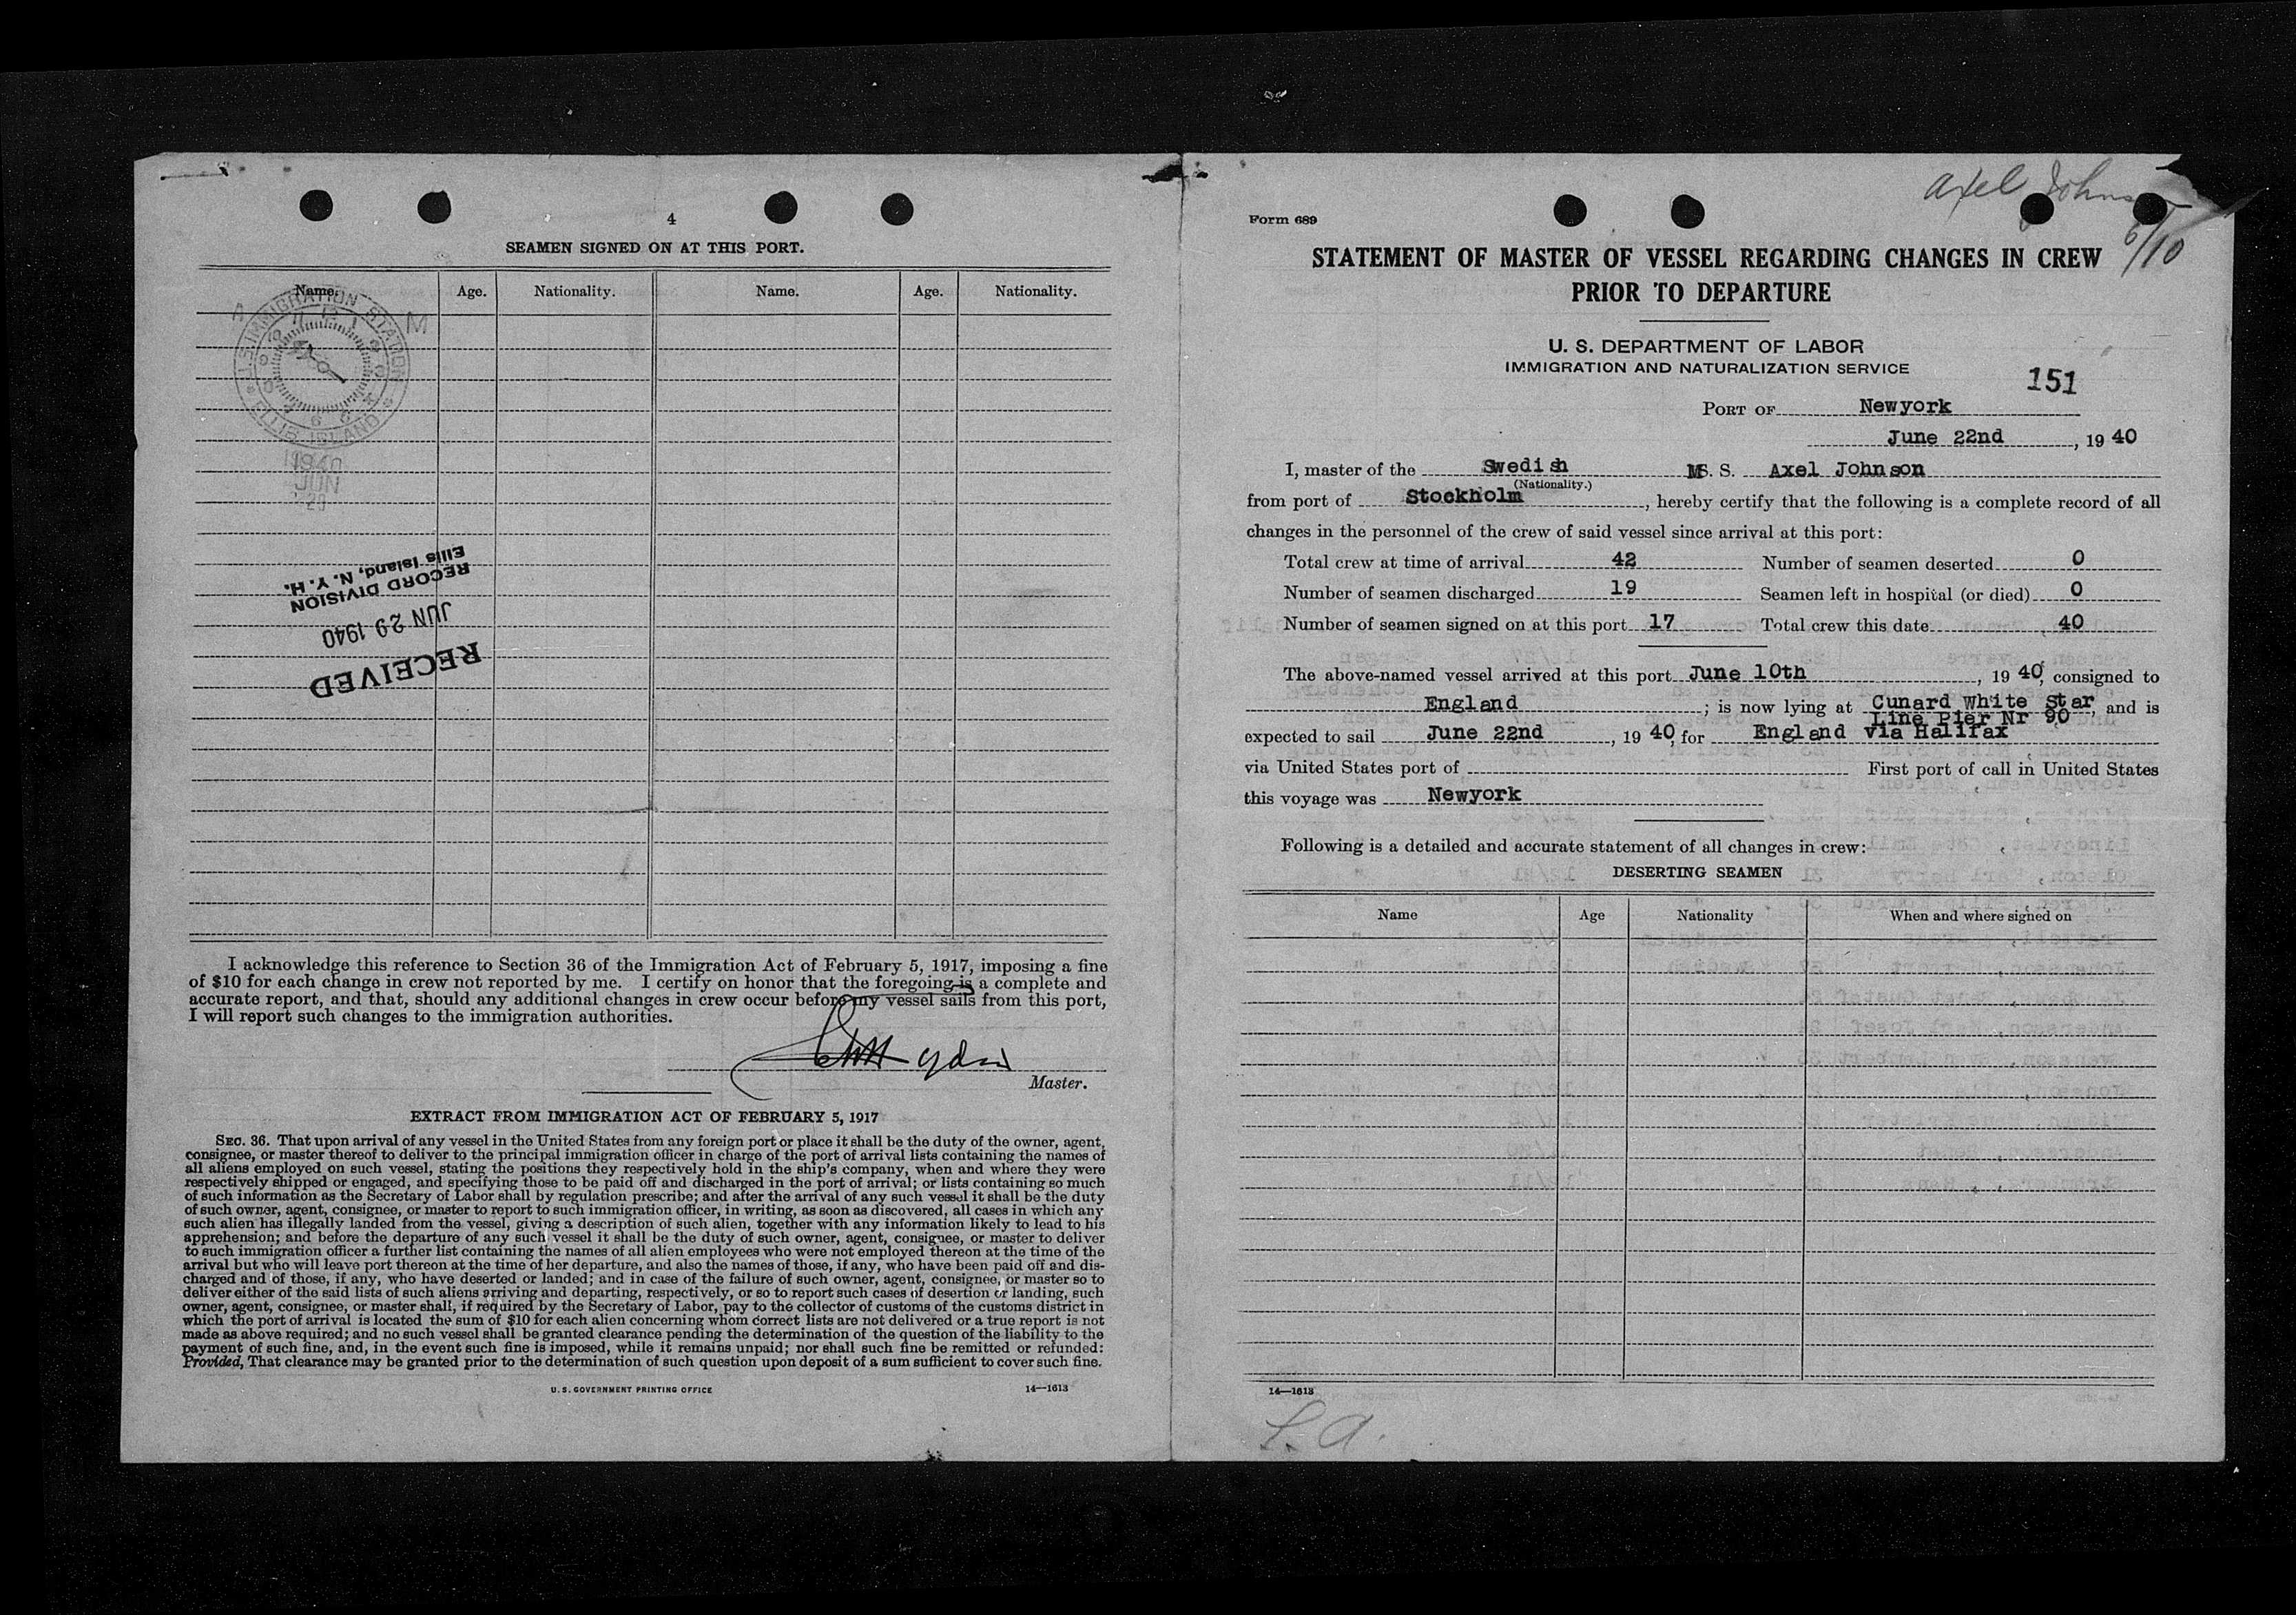 4
SEAMEN SIGNED ON AT THIS PORT.
Name. Age. Nationality. Name. Age. Nationality.
A M
IMMIGRATION STATION
ELLIS ISLAND
1940
JUN
29
RECEIVED
JUN 29 1940
RECORD DIVISION
Ellis Island, N. Y. H.
I acknowledge this reference to Section 36 of the Immigration Act of February 5, 1917, imposing a fine
of $10 for each change in crew not reported by me. I certify on honor that the foregoing is a complete and
accurate report, and that, should any additional changes in crew occur before my vessel sails from this port,
I will report such changes to the immigration authorities.
Master.
EXTRACT FROM IMMIGRATION ACT OF FEBRUARY 5, 1917
SEC. 36. That upon arrival of any vessel in the United States from any foreign port or place it shall be the duty of the owner, agent,
consignee, or master thereof to deliver to the principal immigration officer in charge of the port of arrival lists containing the names of
all aliens employed on such vessel, stating the positions they respectively hold in the ship's company, when and where they were
respectively shipped or engaged, and specifying those to be paid off and discharged in the port of arrival; or lists containing so much
of such information as the Secretary of Labor shall by regulation prescribe; and after the arrival of any such vessel it shall be the duty
of such owner, agent, consignee, or master to report to such immigration officer, in writing, as soon as discovered, all cases in which any
such alien has illegally landed from the vessel, giving a description of such alien, together with any information likely to lead to his
apprehension; and before the departure of any such vessel it shall be the duty of such owner, agent, consignee, or master to deliver
to such immigration officer a further list containing the names of all alien employees who were not employed thereon at the time of the
arrival but who will leave port thereon at the time of her departure, and also the names of those, if any, who have been paid off and dis-
charged and of those, if any, who have deserted or landed; and in case of the failure of such owner, agent, consignee, or master so to
deliver either of the said lists of such aliens arriving and departing, respectively, or so to report such cases of desertion or landing, such
owner, agent, consignee, or master shall, if required by the Secretary of Labor, pay to the collector of customs of the customs district in
which the port of arrival is located the sum of $10 for each alien concerning whom correct lists are not delivered or a true report is not
made as above required; and no such vessel shall be granted clearance pending the determination of the question of the liability to the
payment of such fine, and, in the event such fine is imposed, while it remains unpaid; nor shall such fine be remitted or refunded:
Provided, That clearance may be granted prior to the determination of such question upon deposit of a sum sufficient to cover such fine.
U. S. GOVERNMENT PRINTING OFFICE 14—1613
Axel Johns
6/10
Form 689
STATEMENT OF MASTER OF VESSEL REGARDING CHANGES IN CREW
PRIOR TO DEPARTURE
U. S. DEPARTMENT OF LABOR
IMMIGRATION AND NATURALIZATION SERVICE
151
PORT OF Newyork
June 22nd, 19 40
I, master of the Swedish MS. S. Axel Johnson
(Nationality.)
from port of Stockholm, hereby certify that the following is a complete record of all
changes in the personnel of the crew of said vessel since arrival at this port:
Total crew at time of arrival 42 Number of seamen deserted 0
Number of seamen discharged 19 Seamen left in hospital (or died) 0
Number of seamen signed on at this port 17 Total crew this date 40
The above-named vessel arrived at this port June 10th, 19 40, consigned to
England; is now lying at Cunard White Star, and is
Line Pier Nr 90
expected to sail June 22nd, 19 40, for England via Halifax
via United States port of First port of call in United States
this voyage was Newyork
Following is a detailed and accurate statement of all changes in crew:
DESERTING SEAMEN
Name Age Nationality When and where signed on
14—1613
L. A.